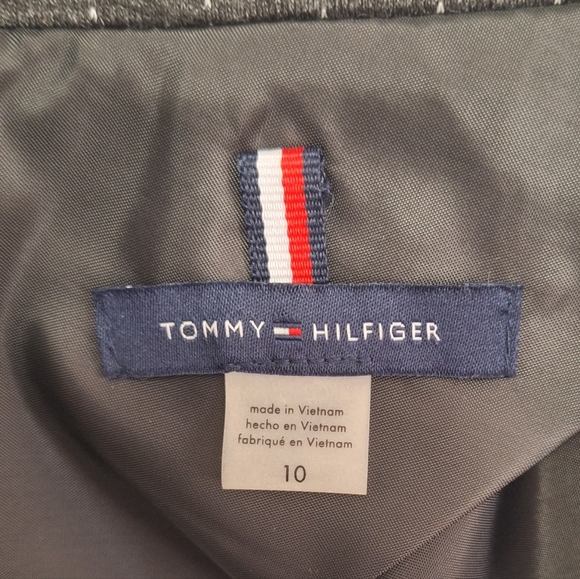 TOMMY HILFIGER
made in Vietnam
hecho en Vietnam
fabriqué en Vietnam
10